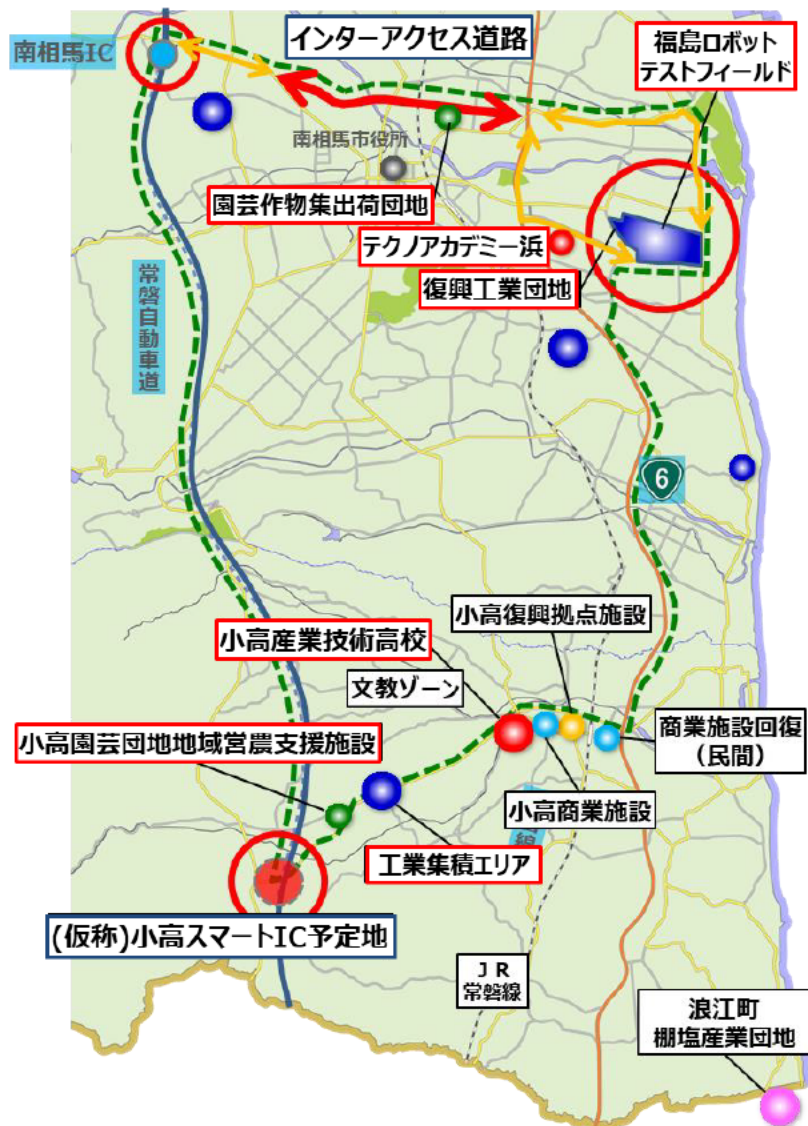 インターアクセス道路
福島ロボット
テストフィールド
南相馬IC
南相馬市役所
園芸作物集出荷団地
テクノアカデミー浜
復興工業団地
常磐自動車道
6
小高復興拠点施設
小高産業技術高校
文教ゾーン
商業施設回復
（民間）
小高園芸団地地域営農支援施設
小高商業施設
線
工業集積エリア
(仮称)小高スマートIC予定地
ＪＲ
常磐線
浪江町
棚塩産業団地